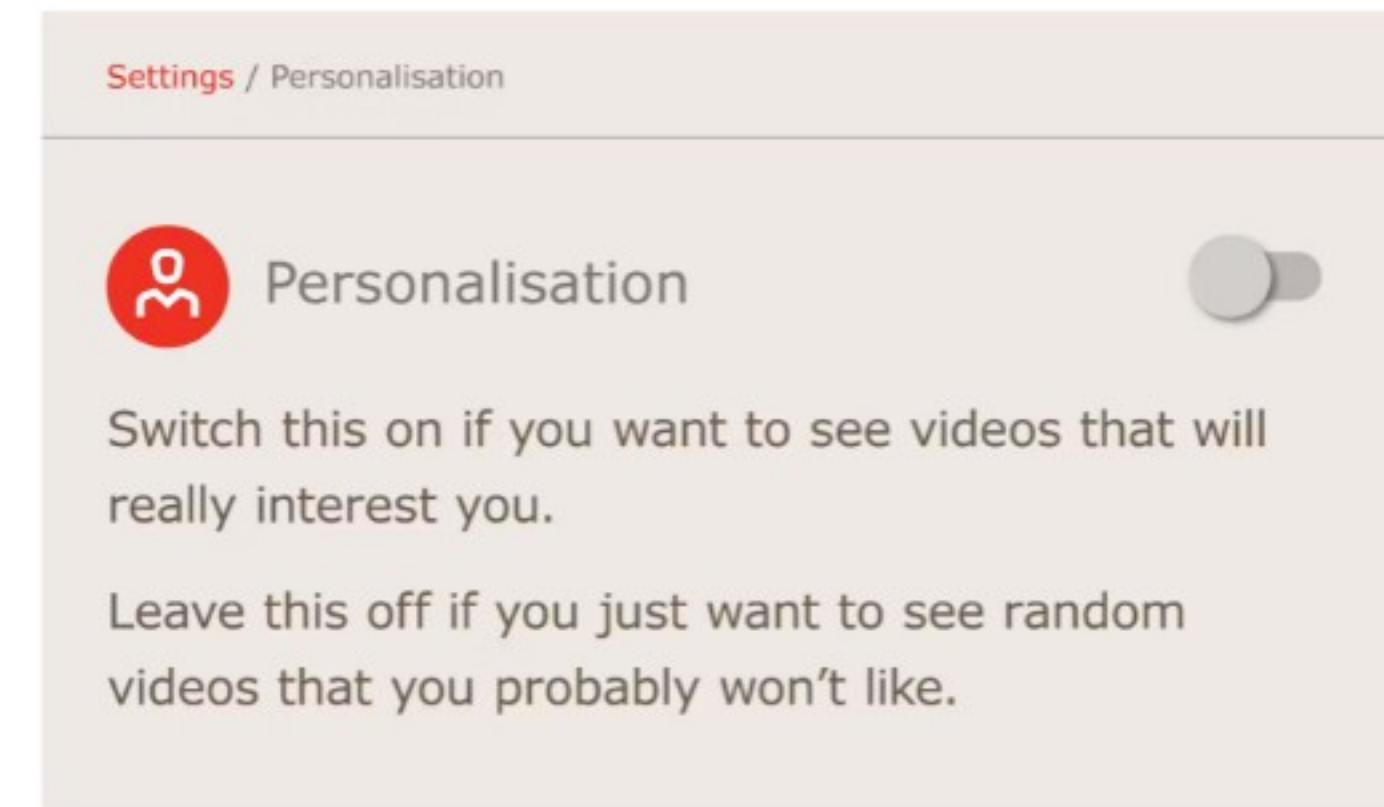 Settings / Personalisation
Personalisation
Switch this on if you want to see videos that will
really interest you.
Leave this off if you just want to see random
videos that you probably won’t like.